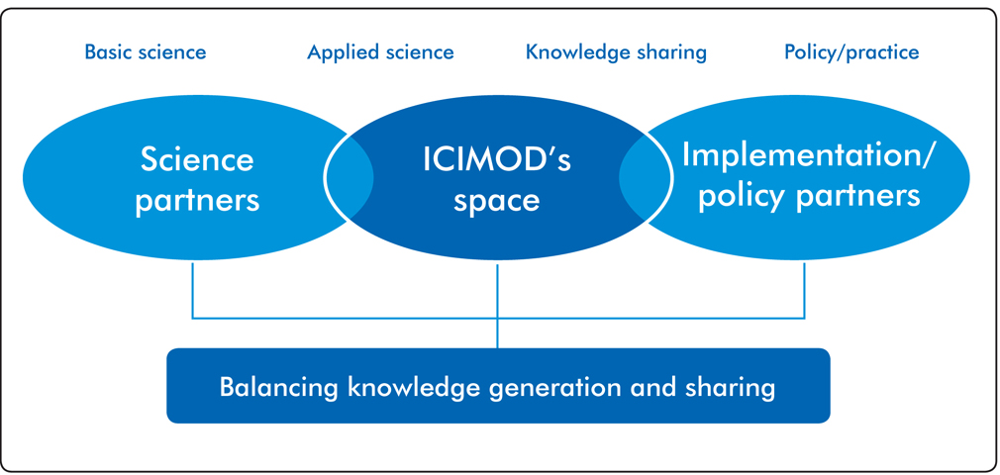 Basic science
Applied science
Knowledge sharing
Policy/practice
Science
partners
ICIMOD’s
space
Implementation/
policy partners
Balancing knowledge generation and sharing